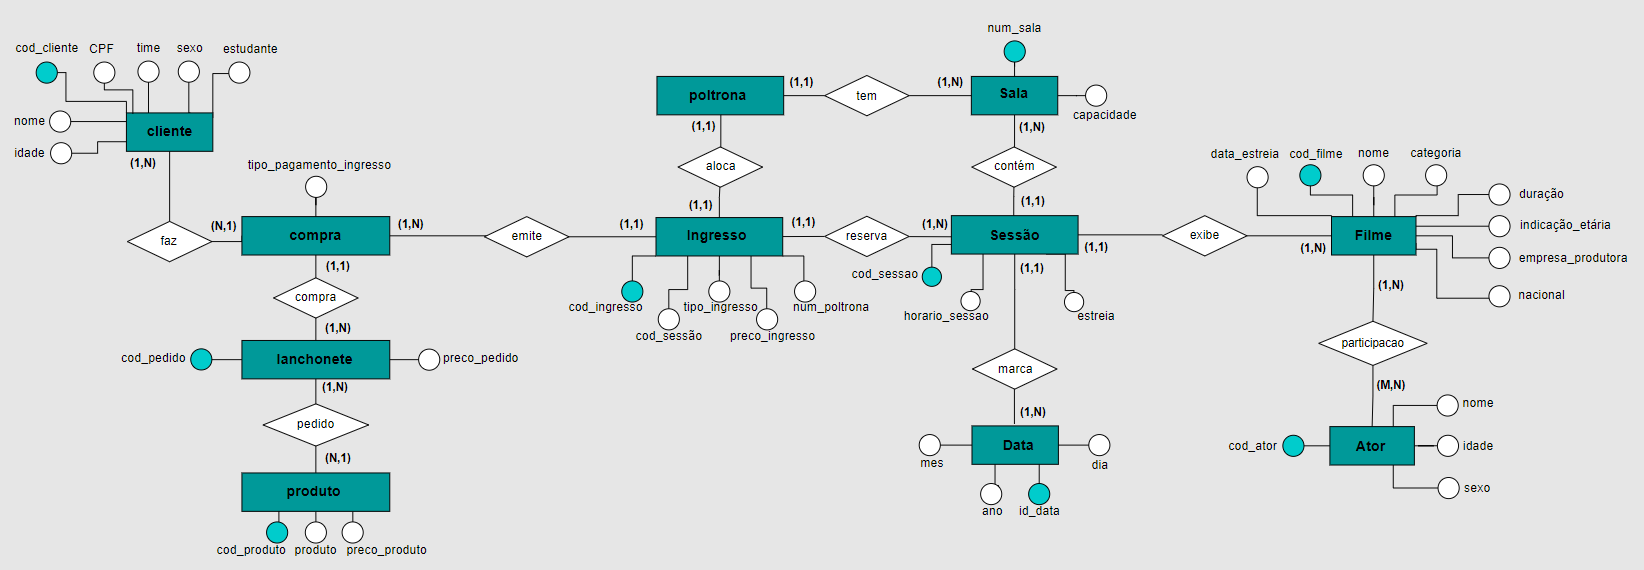 num_sala
cod_cliente
CPF
time
sexo
estudante
nome
cliente
idade
(1,N)
poltrona
(1,1)
tem
(1,N)
Sala
capacidade
(1,1)
(1,N)
tipo_pagamento_ingresso
aloca
contém
data_estreia
cod_filme
nome
categoria
duração
indicação_etária
empresa_produtora
nacional
faz
(N,1)
compra
(1,N)
emite
(1,1)
(1,1)
Ingresso
(1,1)
reserva
(1,N)
(1,1)
Sessão
(1,1)
exibe
(1,N)
Filme
(1,1)
compra
(1,N)
cod_ingresso
cod_sessão
tipo_ingresso
preco_ingresso
num_poltrona
cod_sessao
horario_sessao
(1,1)
estreia
(1,N)
participacao
(M,N)
cod_pedido
lanchonete
preco_pedido
(1,N)
pedido
(N,1)
marca
(1,N)
mes
Data
dia
ano
id_data
cod_ator
Ator
nome
idade
sexo
produto
cod_produto
produto
preco_produto